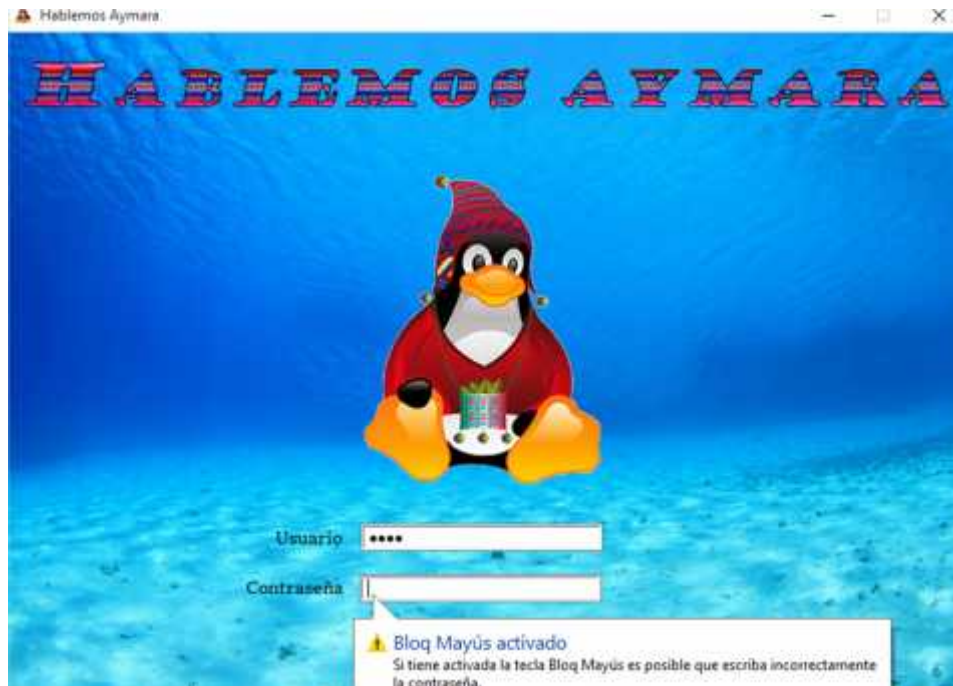 Hablemos Aymara
HABLEMOS AYMARA
Usuario ••••
Contraseña
Bloq Mayús activado
Si tiene activada la tecla Bloq Mayús es posible que escriba incorrectamente
la contraseña.
6